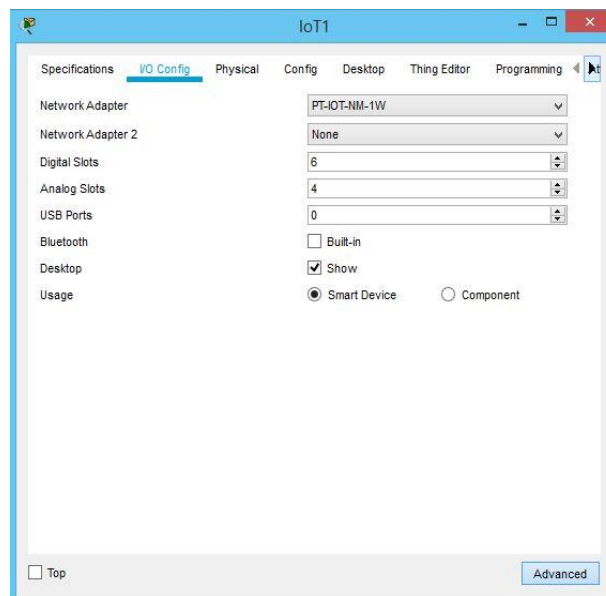 IoT1
Specifications I/O Config Physical Config Desktop Thing Editor Programming
Network Adapter PT-IOT-NM-1W
Network Adapter 2 None
Digital Slots 6
Analog Slots 4
USB Ports 0
Bluetooth Built-in
Desktop Show
Usage Smart Device Component
Top Advanced